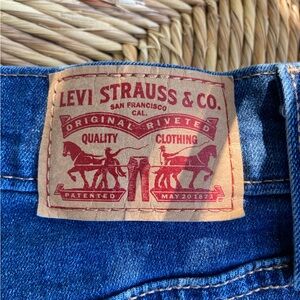 LEVI STRAUSS & CO.
SAN FRANCISCO
CAL.
ORIGINAL RIVETED
QUALITY CLOTHING
PATENTED MAY 20 1873